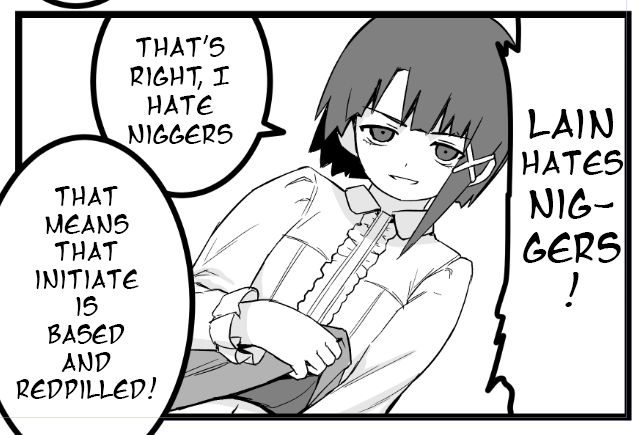 LAIN
HATES
NIG-
GERS
!
THAT'S
RIGHT, I
HATE
NIGGERS
THAT
MEANS
THAT
INITIATE
IS
BASED
AND
REDPILLED!